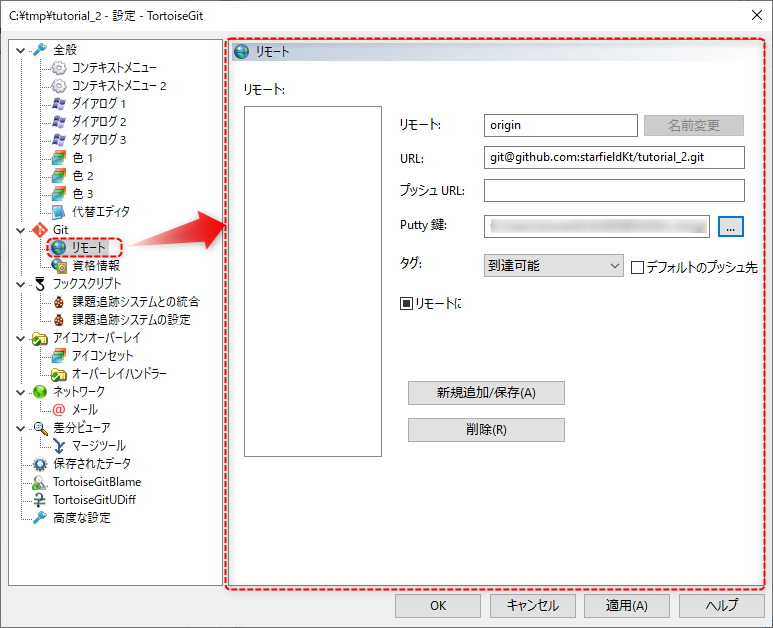 C:¥tmp¥tutorial_2 - 設定 - TortoiseGit
全般
コンテキストメニュー
コンテキストメニュー 2
ダイアログ 1
ダイアログ 2
ダイアログ 3
色 1
色 2
色 3
代替エディタ
Git
リモート
資格情報
フックスクリプト
課題追跡システムとの統合
課題追跡システムの設定
アイコンオーバーレイ
アイコンセット
オーバーレイハンドラー
ネットワーク
メール
差分ビューア
マージツール
保存されたデータ
TortoiseGitBlame
TortoiseGitUDiff
高度な設定
リモート
リモート:
リモート:
origin
名前変更
URL:
git@github.com:starfieldKt/tutorial_2.git
プッシュ URL:
Putty 鍵:
...
タグ:
到達可能
デフォルトのプッシュ先
リモートに
新規追加/保存(A)
削除(R)
OK
キャンセル
適用(A)
ヘルプ